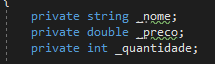 {
private string _nome;
private double _preco;
private int _quantidade;